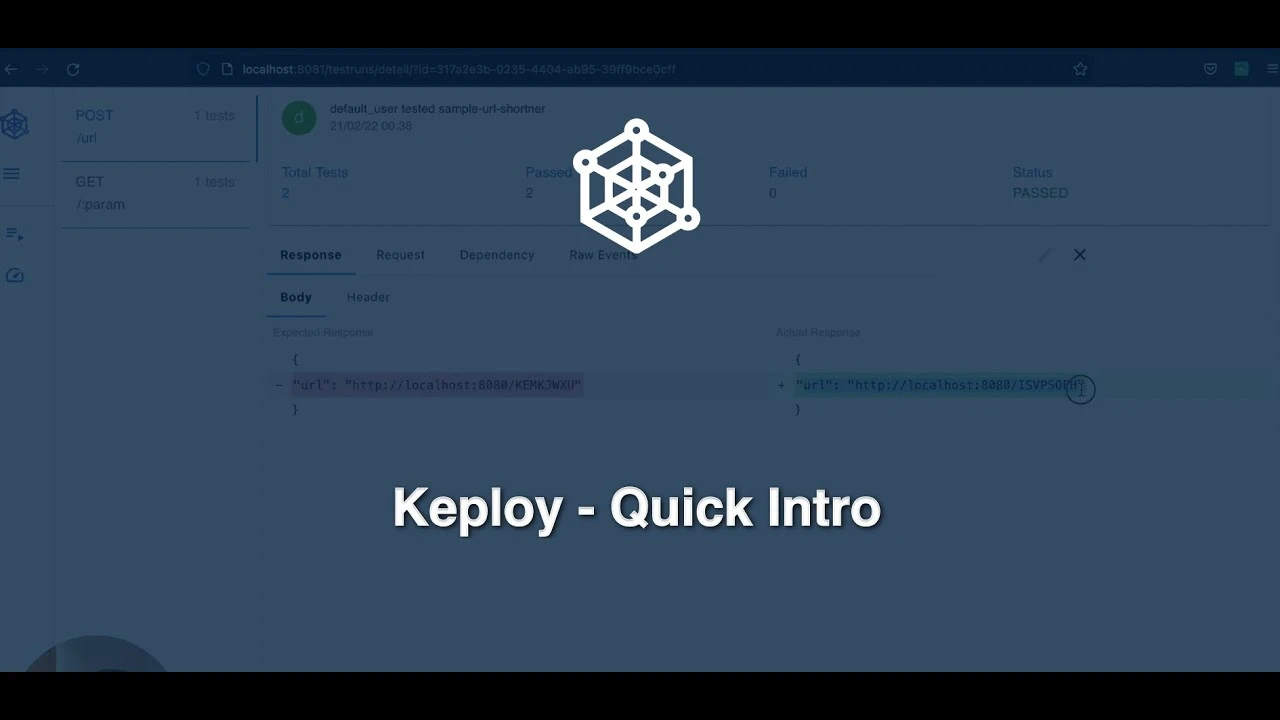 localhost:8081/testruns/detail/?id=317a2e3b-0235-4404-ab95-39ff9bce0cff
POST 1 tests
/url
GET 1 tests
/:param
d
default_user tested sample-url-shortner
21/02/22 00:38
Total Tests Passed Failed Status
2 2 0 PASSED
Response Request Dependency Raw Events
Body Header
Expected Response Actual Response
{ {
- "url": "http://localhost:8080/KEMKJWXU" + "url": "http://localhost:8080/ISVPSOEH"
} }
Keploy - Quick Intro